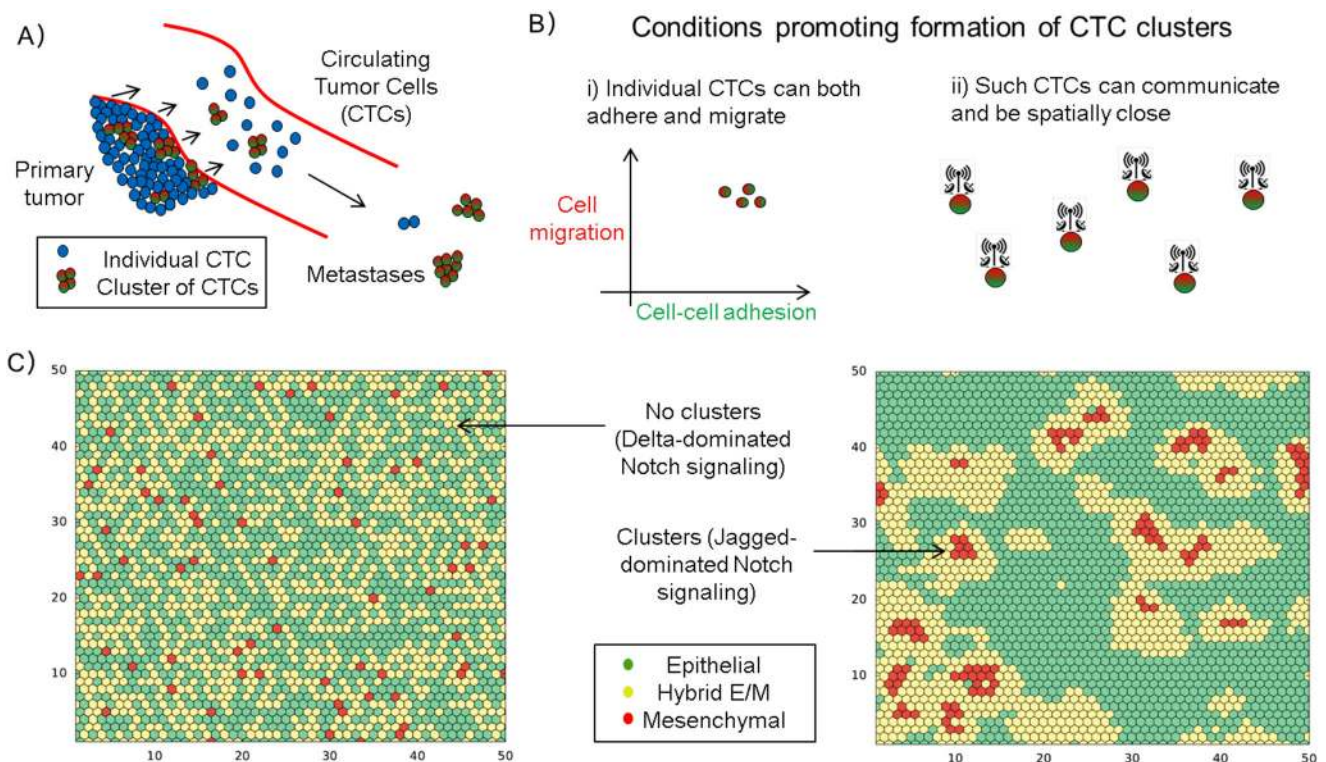 A)
Circulating
Tumor Cells
(CTCs)
Primary
tumor
Individual CTC
Cluster of CTCs
Metastases
B)
Conditions promoting formation of CTC clusters
i) Individual CTCs can both
adhere and migrate
Cell
migration
Cell-cell adhesion
ii) Such CTCs can communicate
and be spatially close
C)
50
40
30
20
10
10
20
30
40
50
No clusters
(Delta-dominated
Notch signaling)
Clusters (Jagged-
dominated Notch
signaling)
Epithelial
Hybrid E/M
Mesenchymal
50
40
30
20
10
10
20
30
40
50